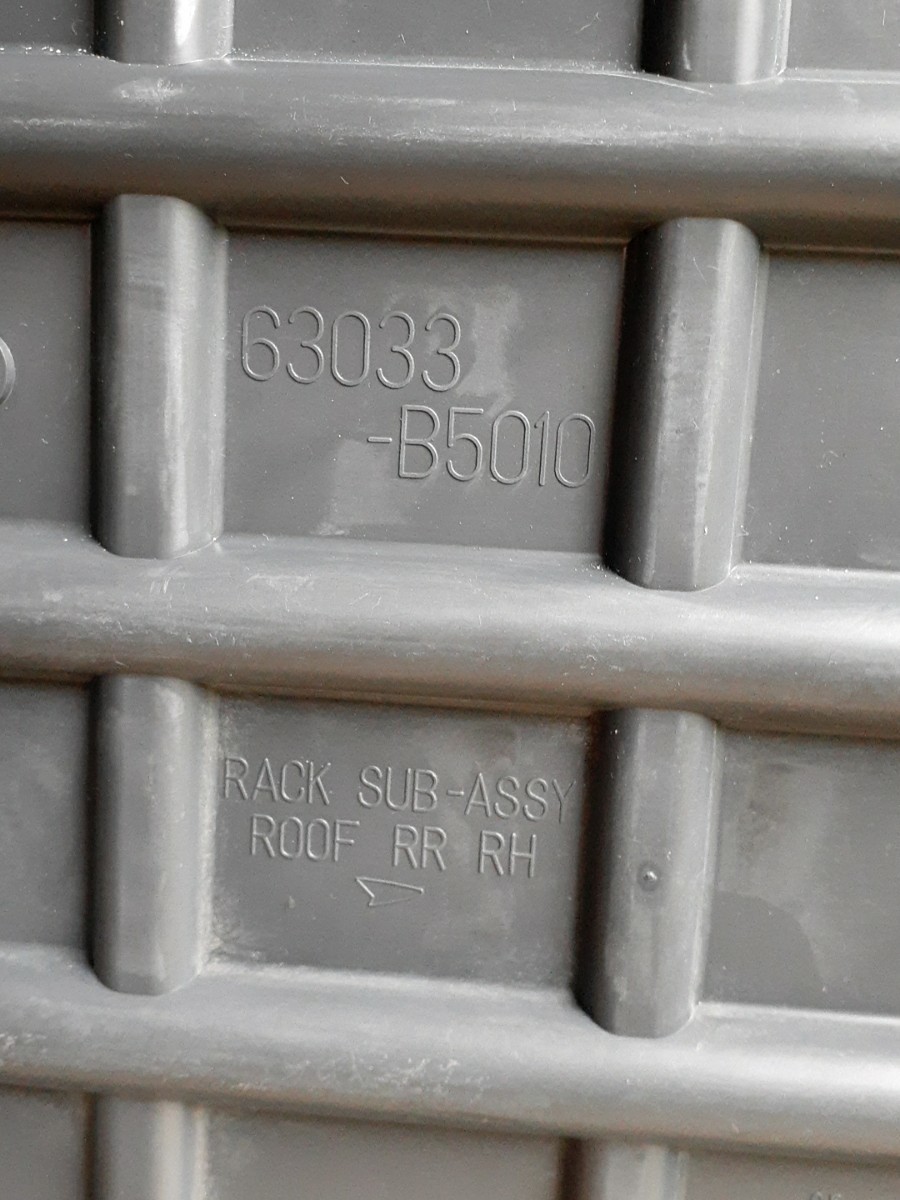 63033
-B5010
RACK SUB-ASSY
ROOF RR RH